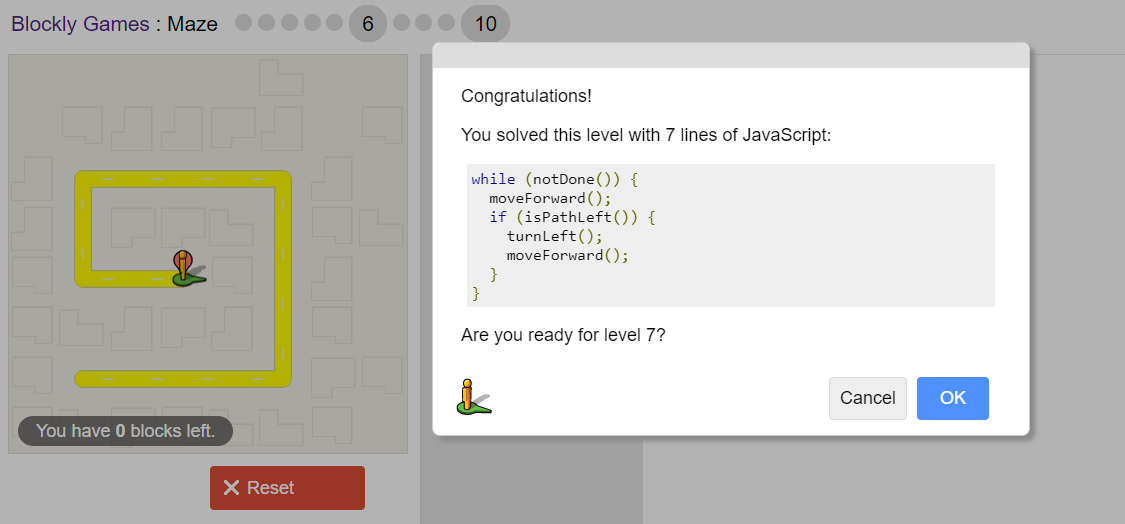 Blockly Games : Maze 6 10
Congratulations!
You solved this level with 7 lines of JavaScript:
while (notDone()) {
  moveForward();
  if (isPathLeft()) {
    turnLeft();
    moveForward();
  }
}
Are you ready for level 7?
Cancel OK
You have 0 blocks left.
Reset